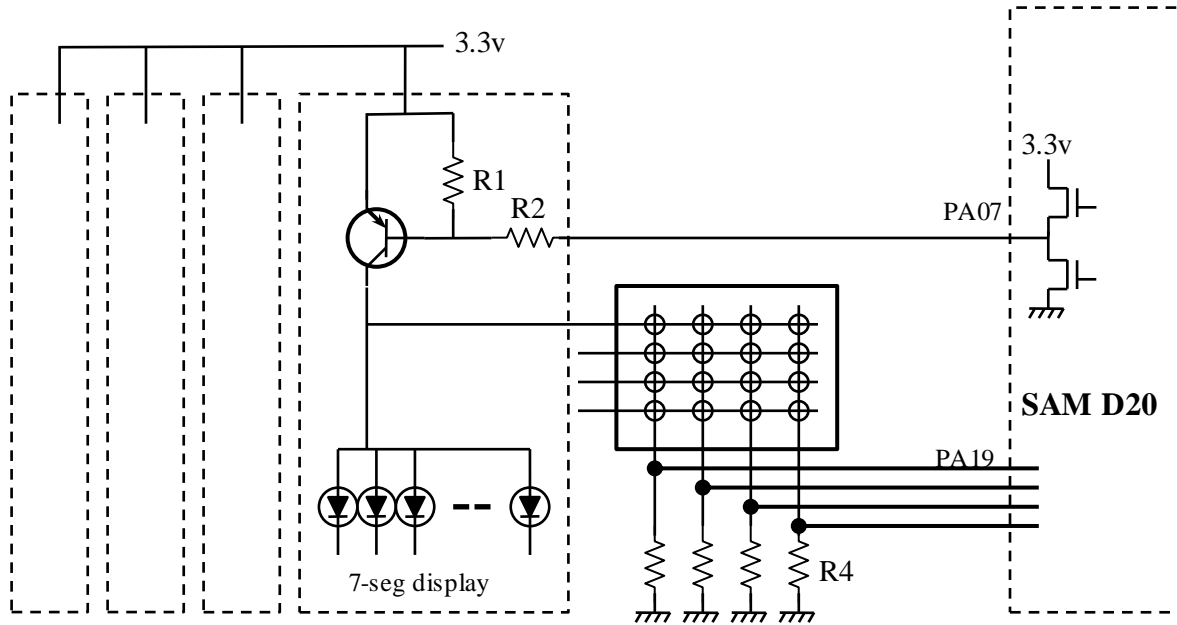 3.3v
3.3v
R1
R2
PA07
SAM D20
PA19
R4
7-seg display